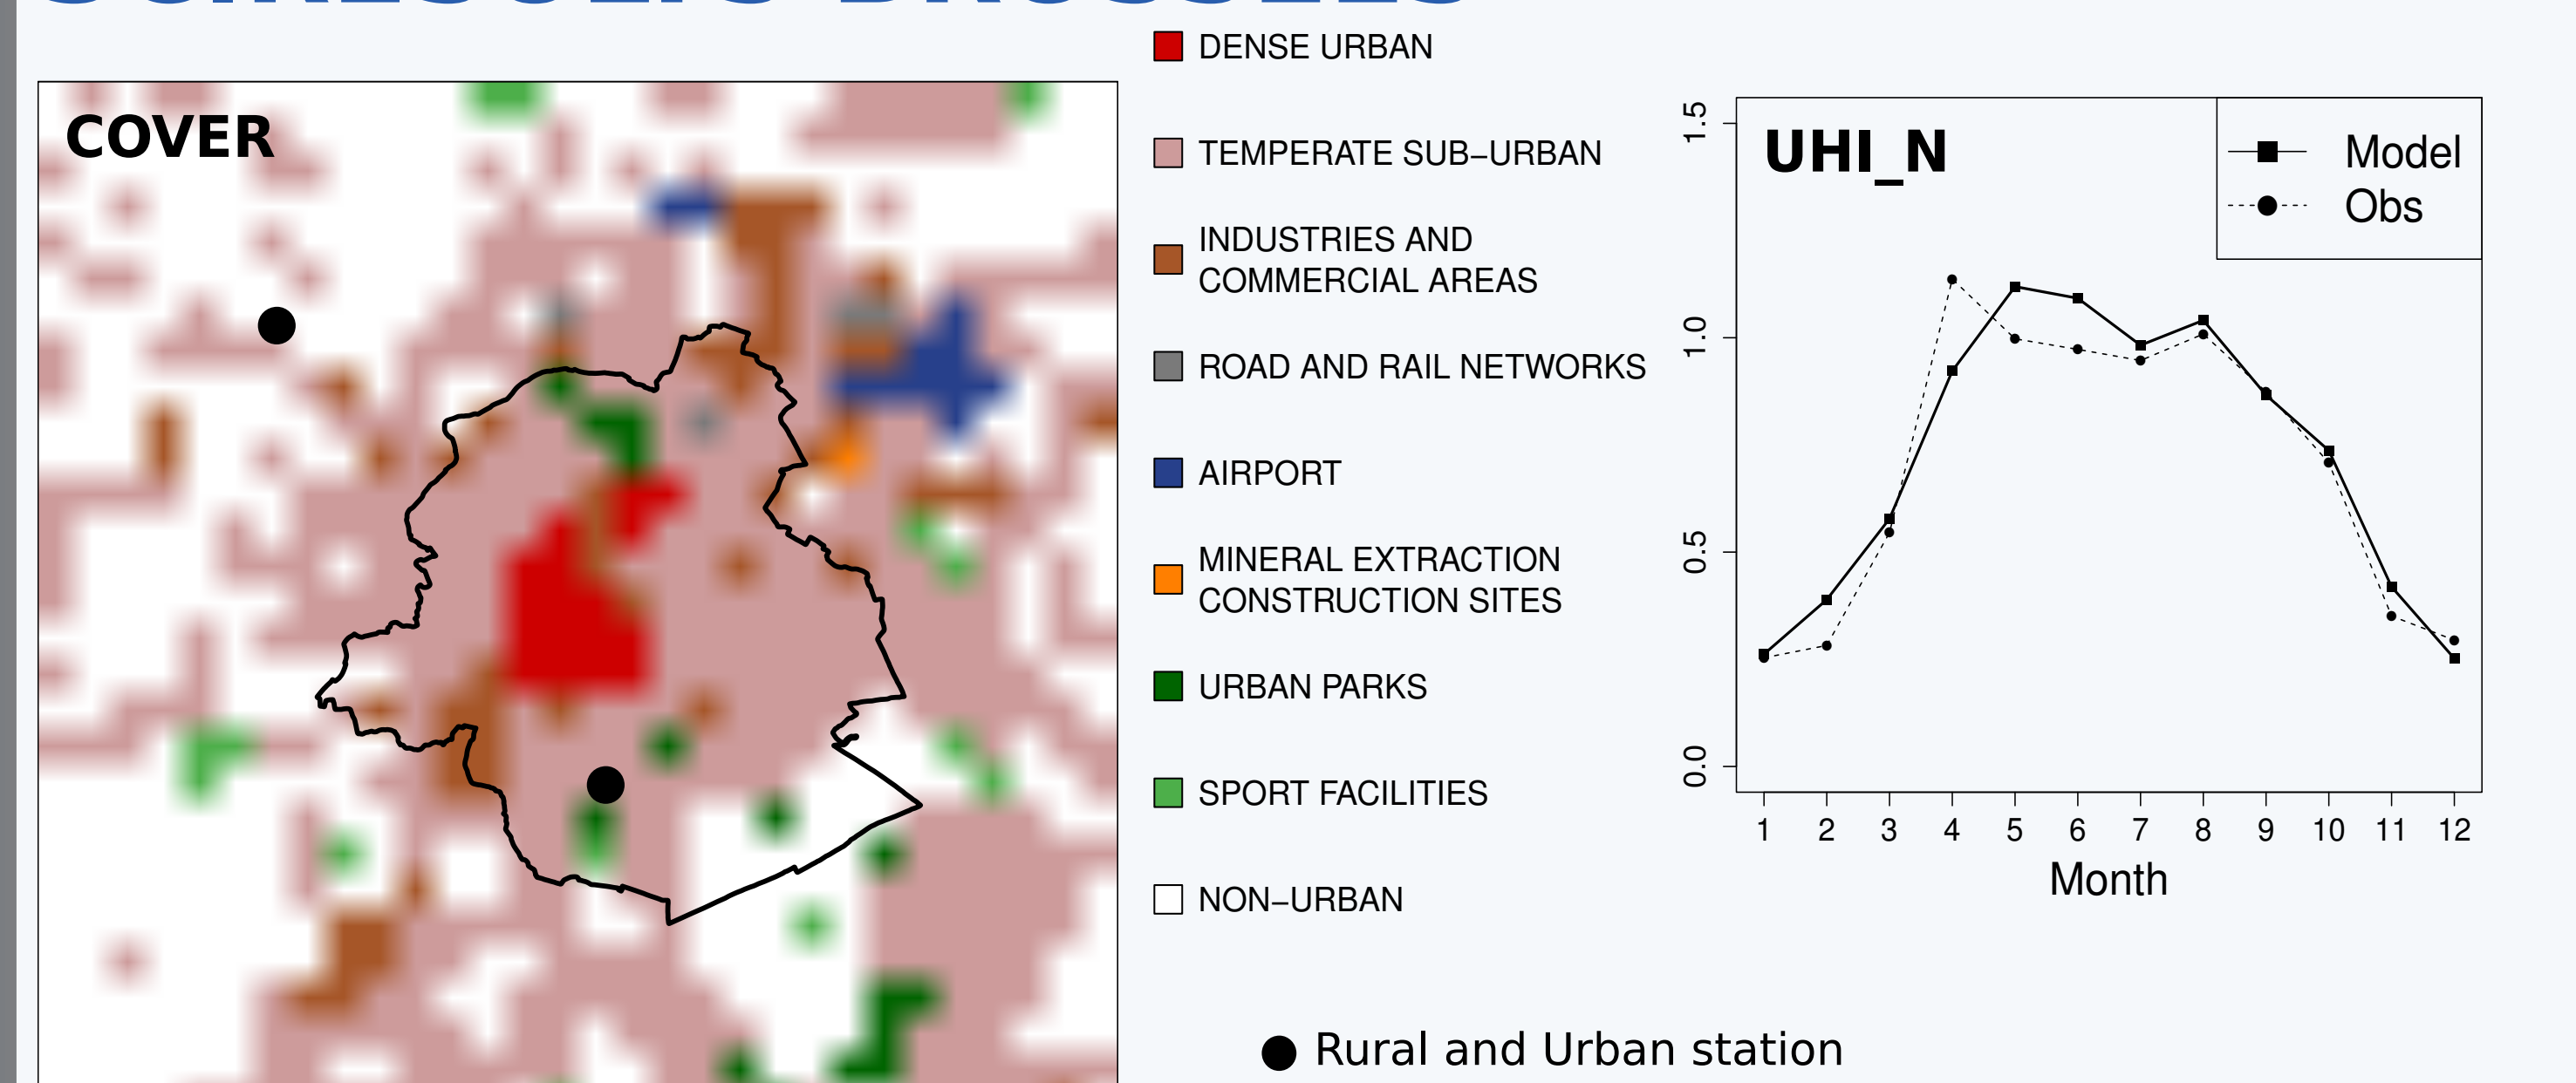 COVER
DENSE URBAN
TEMPERATE SUB−URBAN
INDUSTRIES AND
COMMERCIAL AREAS
ROAD AND RAIL NETWORKS
AIRPORT
MINERAL EXTRACTION
CONSTRUCTION SITES
URBAN PARKS
SPORT FACILITIES
NON−URBAN
UHI_N
Model
Obs
1.5
1.0
0.5
0.0
1 2 3 4 5 6 7 8 9 10 11 12
Month
Rural and Urban station